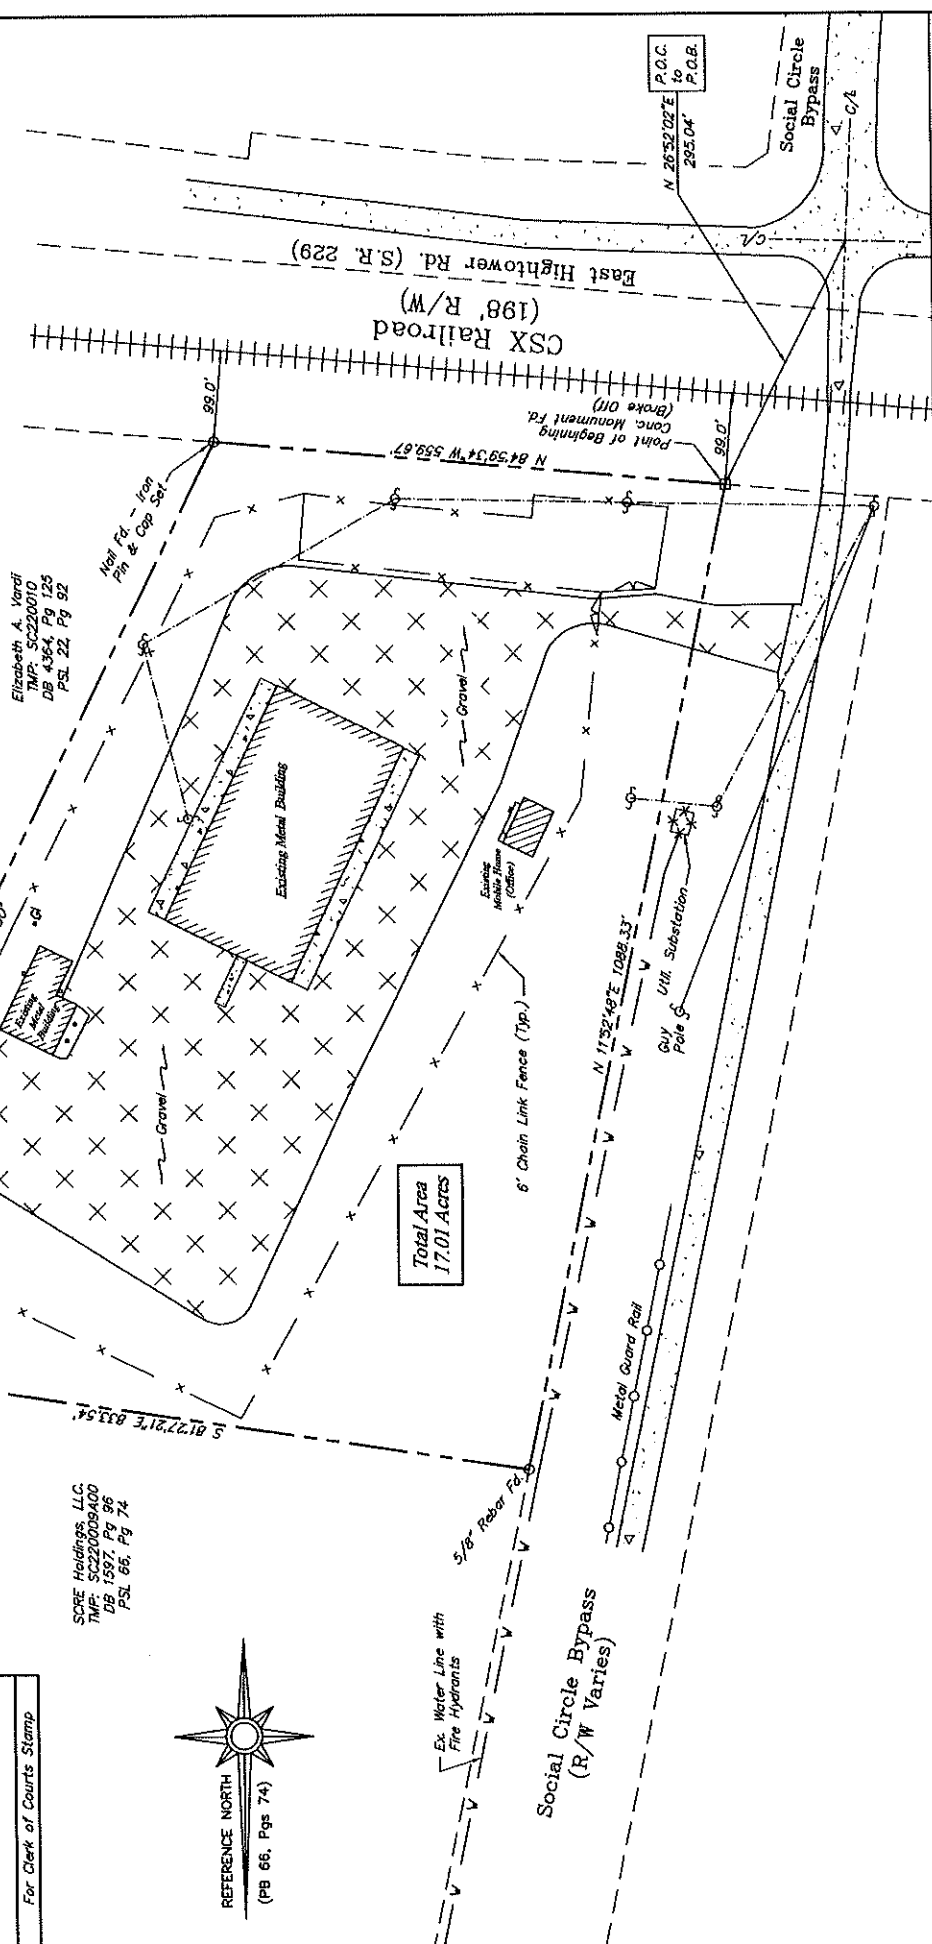 P.O.C.
to
P.O.B.
N 26°52'02"E
295.04'
Social Circle
Bypass
C/L
C/L
East Hightower Rd. (S.R. 229)
(198' R/W)
CSX Railroad
99.0'
99.0'
Point of Beginning
Conc. Monument Fd.
(Broke Off)
N 84°59'34"W 559.67'
Nail Fd. - Iron
Pin & Cap Set
Elizabeth A. Vardi
TMP: SC220010
DB 4364, Pg 125
PSL 22, Pg 92
Gravel
Existing Metal Building
Existing
Mobile Home
(Office)
Existing
Metal
Building
Gravel
Util. Substation
Guy
Pole
N 11°52'48"E 1088.33'
6' Chain Link Fence (Typ.)
Total Area
17.01 Acres
Metal Guard Rail
S 81°27'21"E 833.54'
5/8" Rebar Fd.
SCRE Holdings, LLC.
TMP: SC220009A00
DB 1597, Pg 96
PSL 66, Pg 74
Ex. Water Line with
Fire Hydrants
Social Circle Bypass
(R/W Varies)
REFERENCE NORTH
(PB 66, Pgs 74)
For Clerk of Courts Stamp